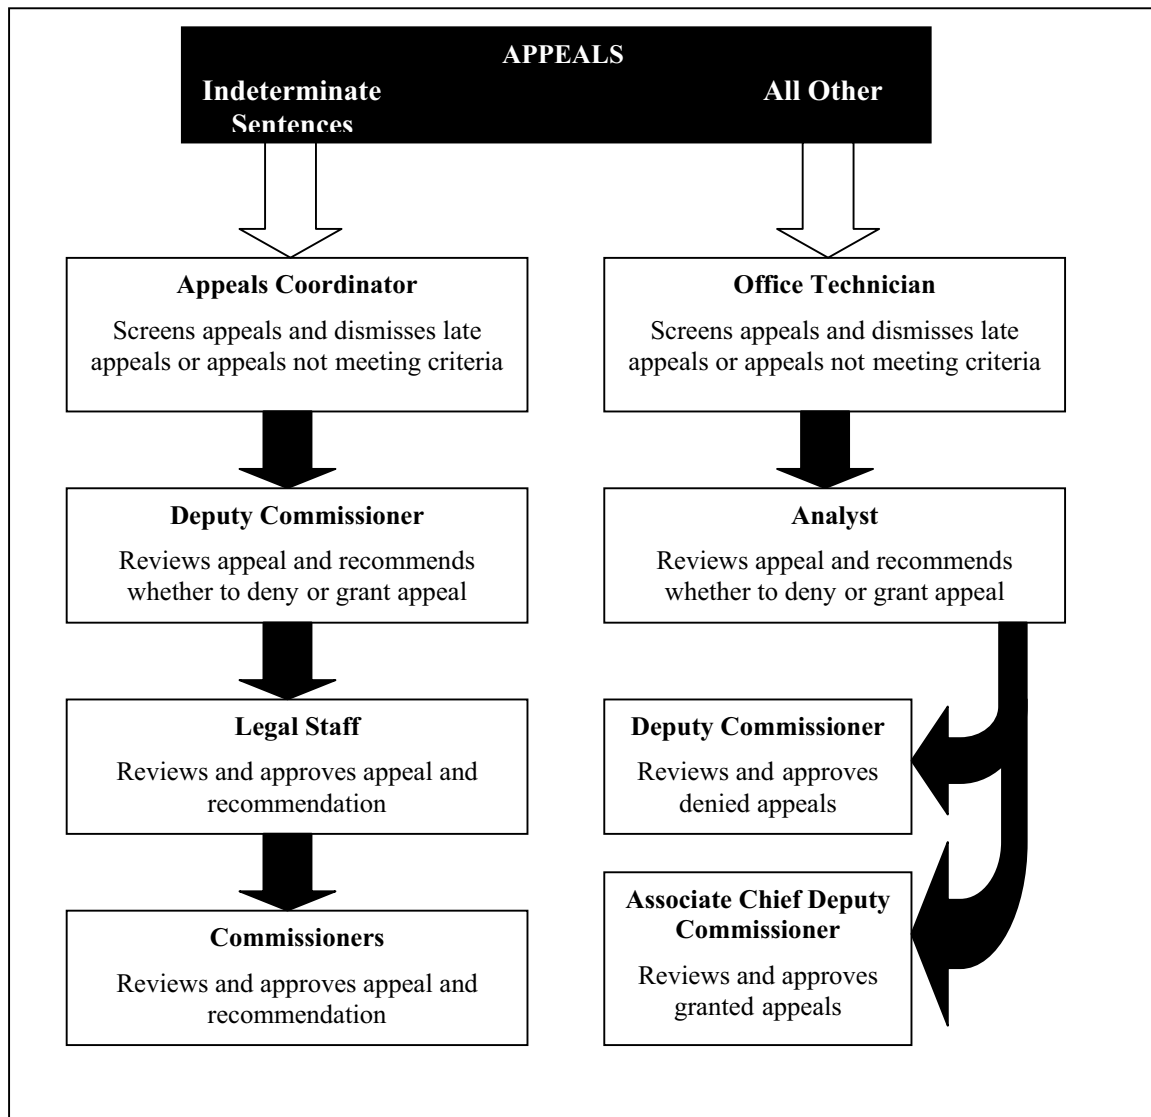 APPEALS
Indeterminate
Sentences
All Other
Appeals Coordinator
Screens appeals and dismisses late
appeals or appeals not meeting criteria
Office Technician
Screens appeals and dismisses late
appeals or appeals not meeting criteria
Deputy Commissioner
Reviews appeal and recommends
whether to deny or grant appeal
Analyst
Reviews appeal and recommends
whether to deny or grant appeal
Legal Staff
Reviews and approves appeal and
recommendation
Deputy Commissioner
Reviews and approves
denied appeals
Commissioners
Reviews and approves appeal and
recommendation
Associate Chief Deputy
Commissioner
Reviews and approves
granted appeals